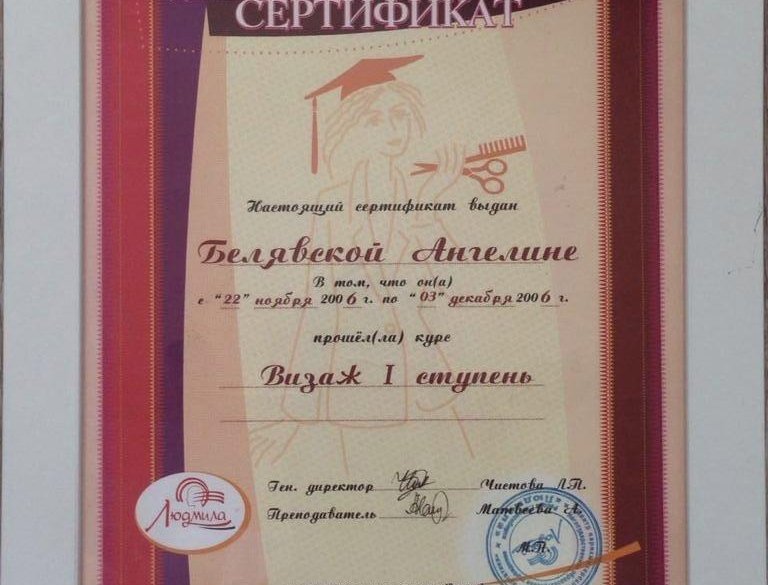 СЕРТИФИКАТ
Настоящий сертификат выдан
Белявской Ангелине
В том, что он(а)
с "22" ноября 2006 г. по "03" декабря 2006 г.
прошёл(ла) курс
Визаж I ступень
Ген. директор Чистова Л.П.
Преподаватель Матвеева А.
М.П.
Людмила